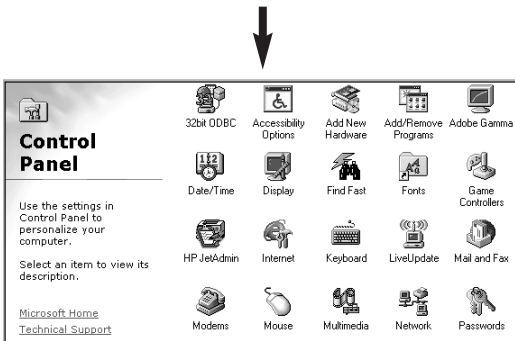 Control
Panel
Use the settings in
Control Panel to
personalize your
computer.
Select an item to view its
description.
Microsoft Home
Technical Support
32bit ODBC
Accessibility
Options
Add New
Hardware
Add/Remove
Programs
Adobe Gamma
Date/Time
Display
Find Fast
Fonts
Game
Controllers
HP JetAdmin
Internet
Keyboard
LiveUpdate
Mail and Fax
Modems
Mouse
Multimedia
Network
Passwords